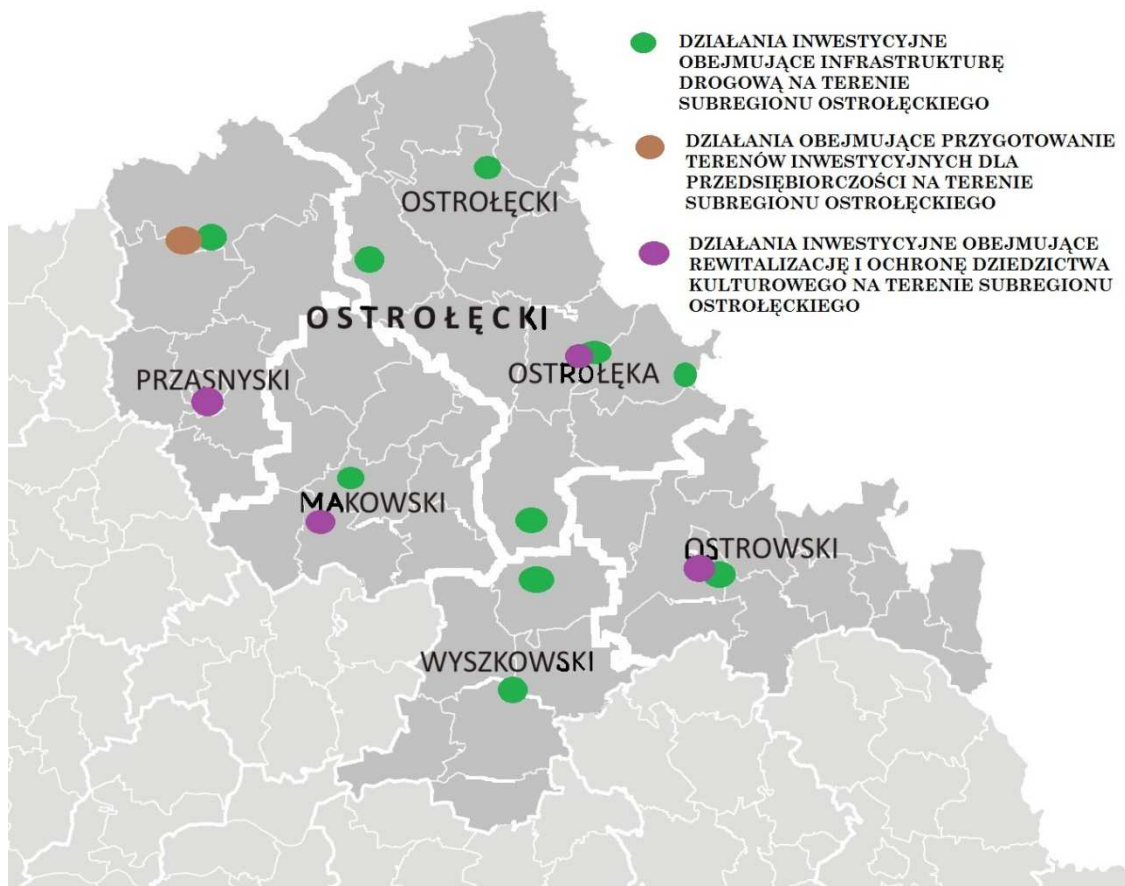 DZIAŁANIA INWESTYCYJNE
OBEJMUJĄCE INFRASTRUKTURĘ
DROGOWĄ NA TERENIE
SUBREGIONU OSTROŁĘCKIEGO
DZIAŁANIA OBEJMUJĄCE PRZYGOTOWANIE
TERENÓW INWESTYCYJNYCH DLA
PRZEDSIĘBIORCZOŚCI NA TERENIE
SUBREGIONU OSTROŁĘCKIEGO
DZIAŁANIA INWESTYCYJNE OBEJMUJĄCE
REWITALIZACJĘ I OCHRONĘ DZIEDZICTWA
KULTUROWEGO NA TERENIE SUBREGIONU
OSTROŁĘCKIEGO
OSTROŁĘCKI
OSTROŁĘCKI
OSTROŁĘKA
PRZASNYSKI
MAKOWSKI
OSTROWSKI
WYSZKOWSKI